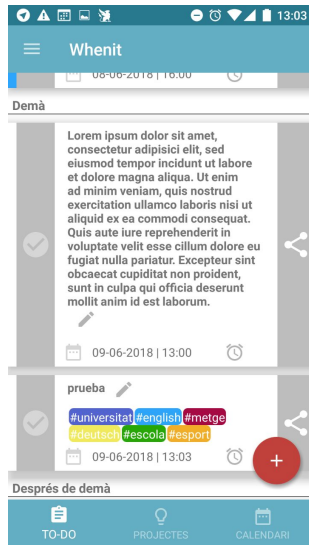 13:03
Whenit
08-06-2018 | 16:00
Demà
Lorem ipsum dolor sit amet,
consectetur adipisici elit, sed
eiusmod tempor incidunt ut labore
et dolore magna aliqua. Ut enim
ad minim veniam, quis nostrud
exercitation ullamco laboris nisi ut
aliquid ex ea commodi consequat.
Quis aute iure reprehenderit in
voluptate velit esse cillum dolore eu
fugiat nulla pariatur. Excepteur sint
obcaecat cupiditat non proident,
sunt in culpa qui officia deserunt
mollit anim id est laborum.
09-06-2018 | 13:00
prueba
#universitat #english #metge
#deutsch #escola #esport
09-06-2018 | 13:03
+
Després de demà
TO-DO PROJECTES CALENDARI